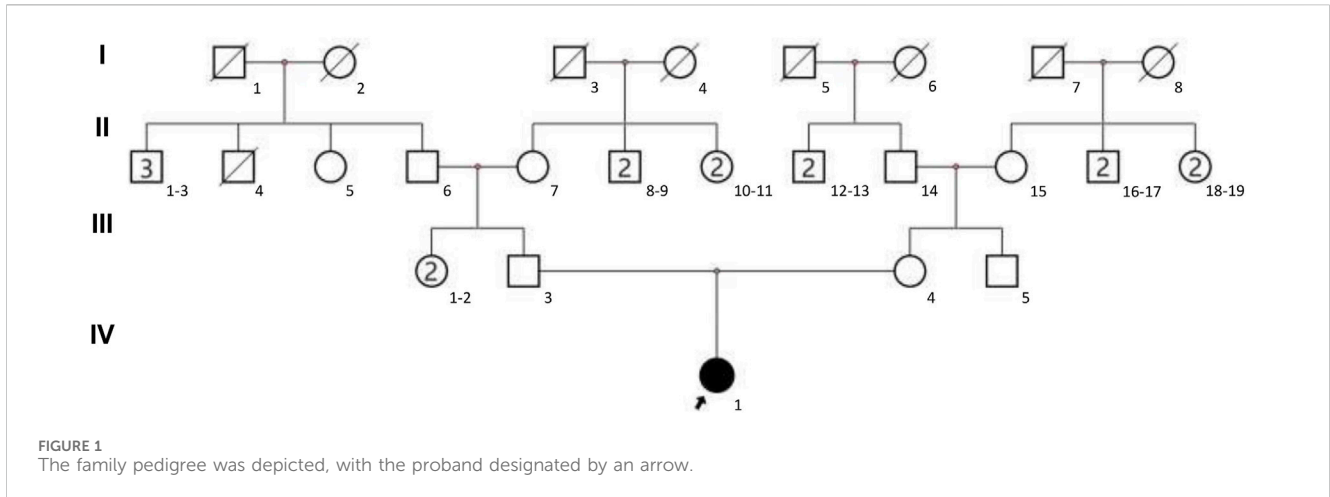 I
1 2 3 4 5 6 7 8
II
3 2 2 2 2 2
1-3 4 5 6 7 8-9 10-11 12-13 14 15 16-17 18-19
III
2
1-2 3 4 5
IV
1
FIGURE 1
The family pedigree was depicted, with the proband designated by an arrow.